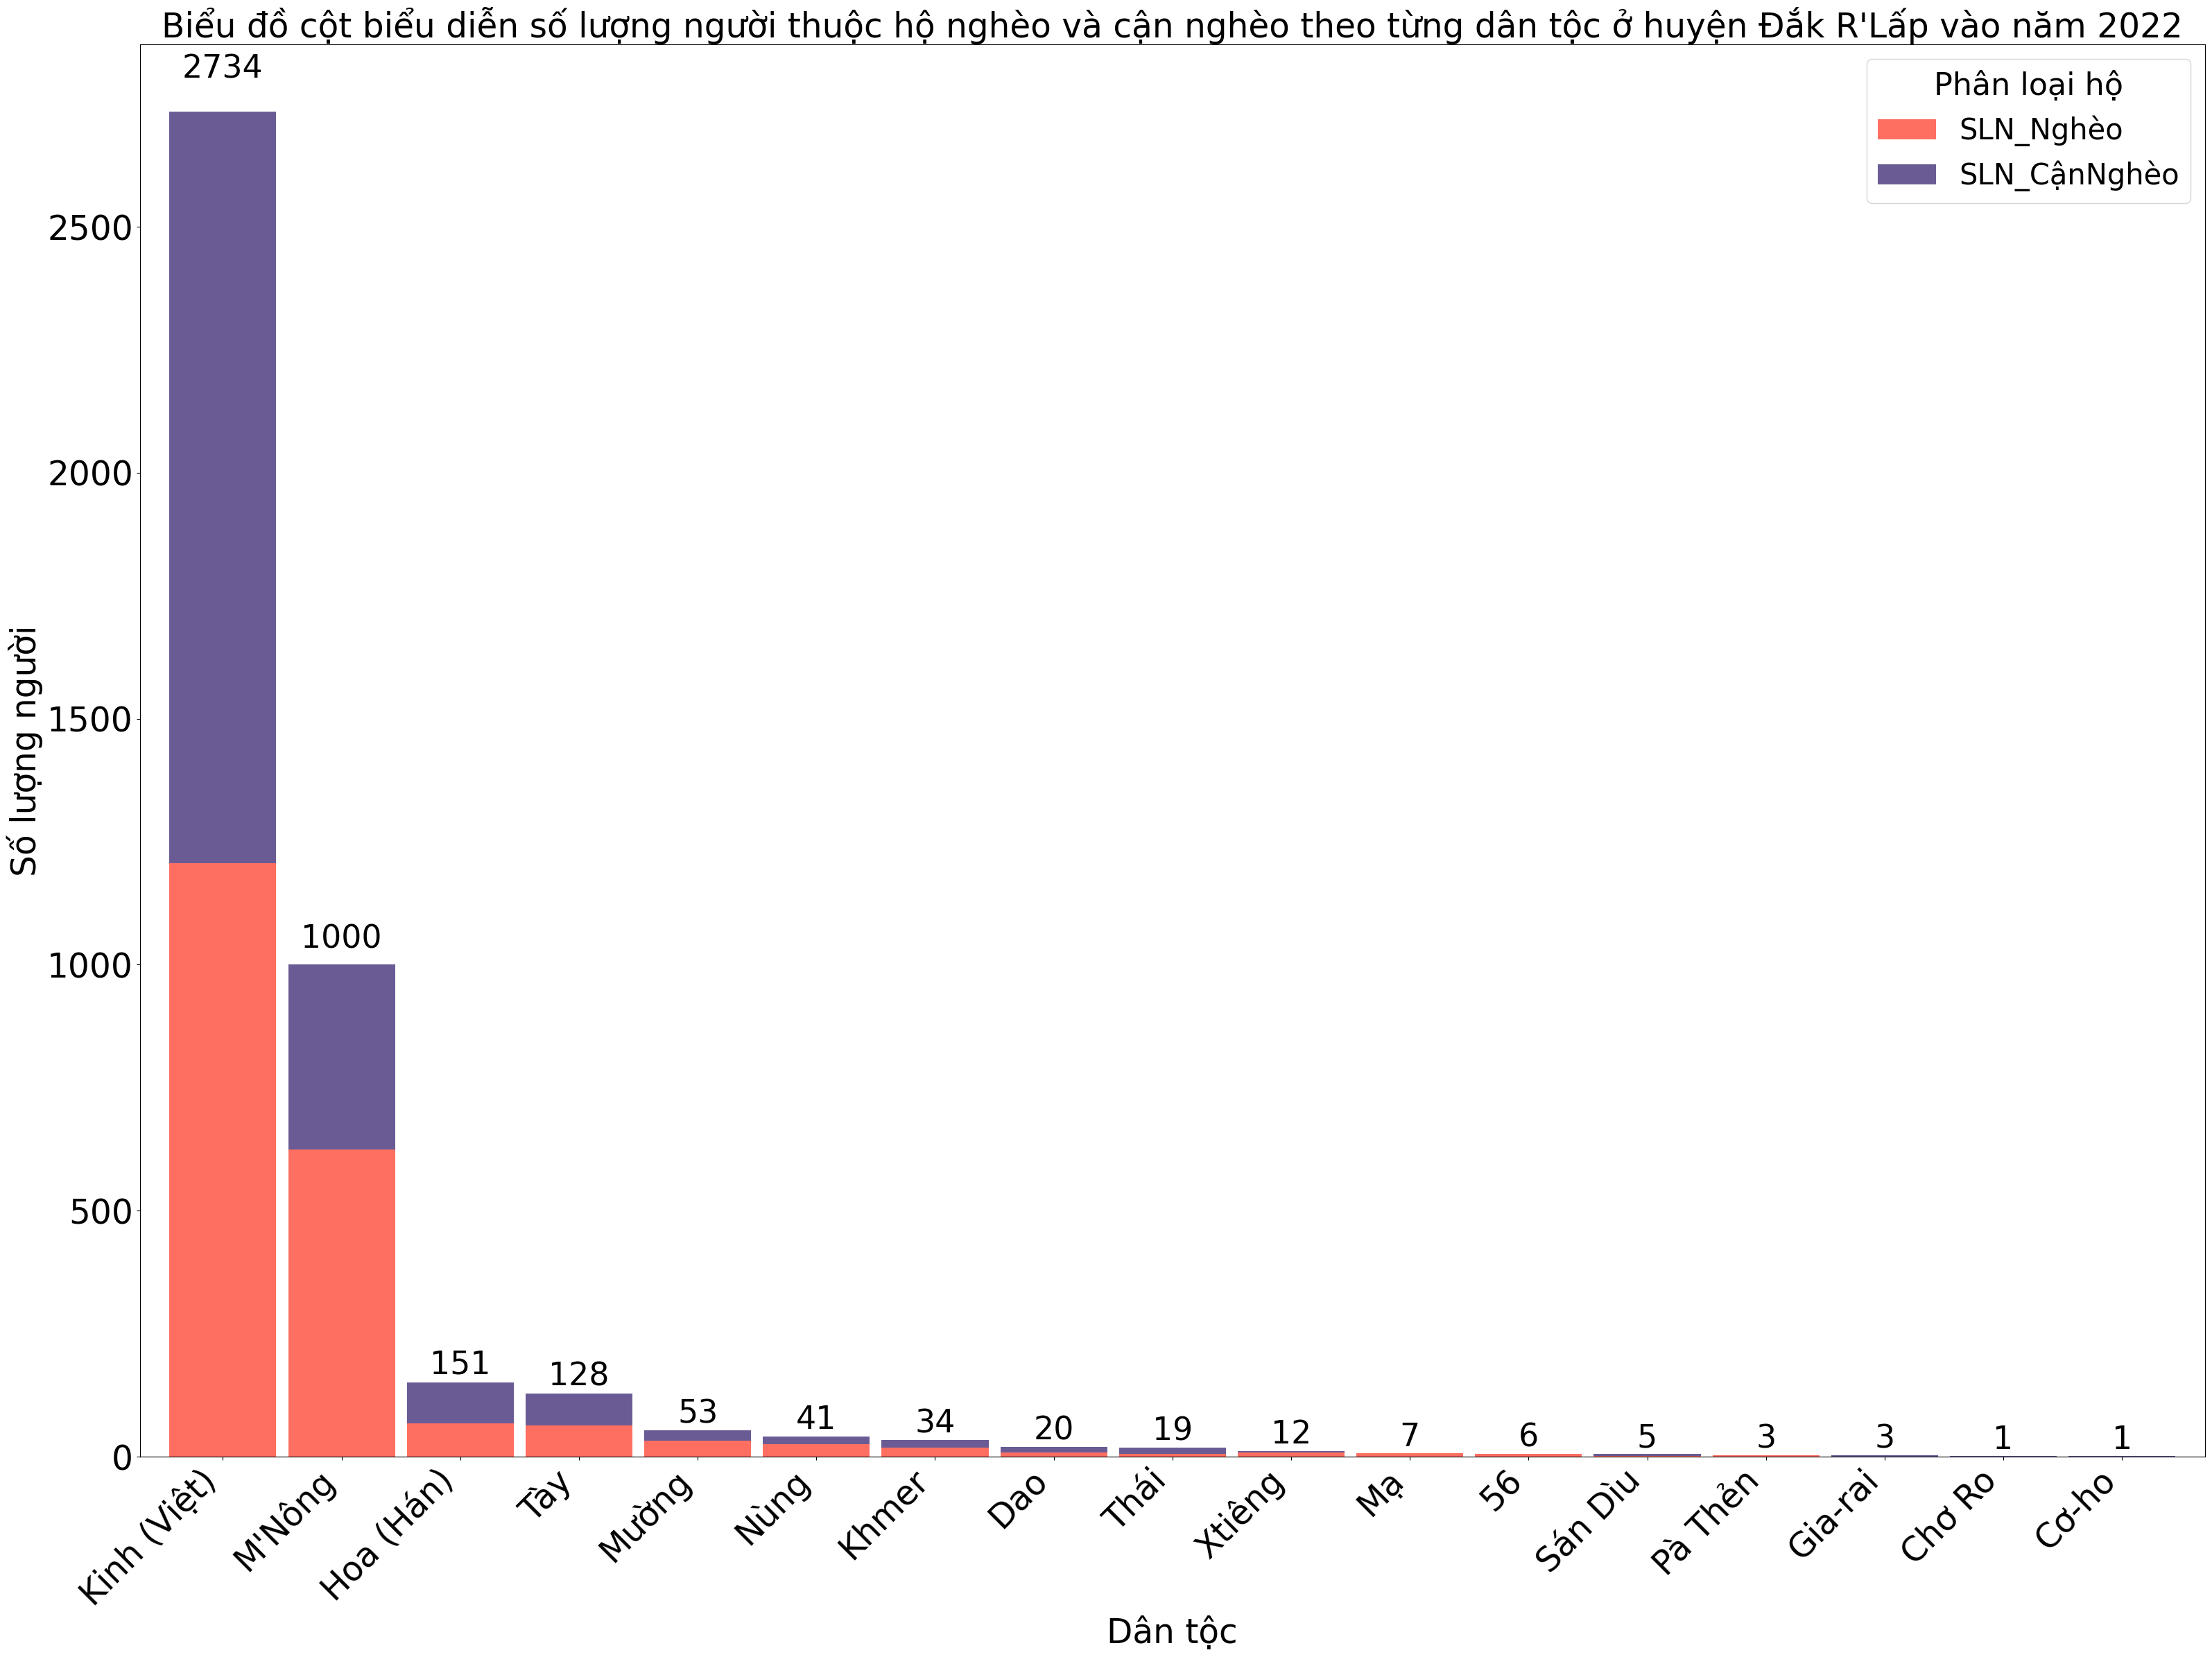 Biểu đồ cột biểu diễn số lượng người thuộc hộ nghèo và cận nghèo theo từng dân tộc ở huyện Đắk R'Lấp vào năm 2022
Phân loại hộ
SLN_Nghèo
SLN_CậnNghèo
Số lượng người
2500
2000
1500
1000
500
0
2734
1000
151
128
53
41
34
20
19
12
7
6
5
3
3
1
1
Kinh (Việt)
M'Nông
Hoa (Hán)
Tày
Mường
Nùng
Khmer
Dao
Thái
Xtiêng
Mạ
56
Sán Dìu
Pà Thẻn
Gia-rai
Chơ Ro
Cơ-ho
Dân tộc